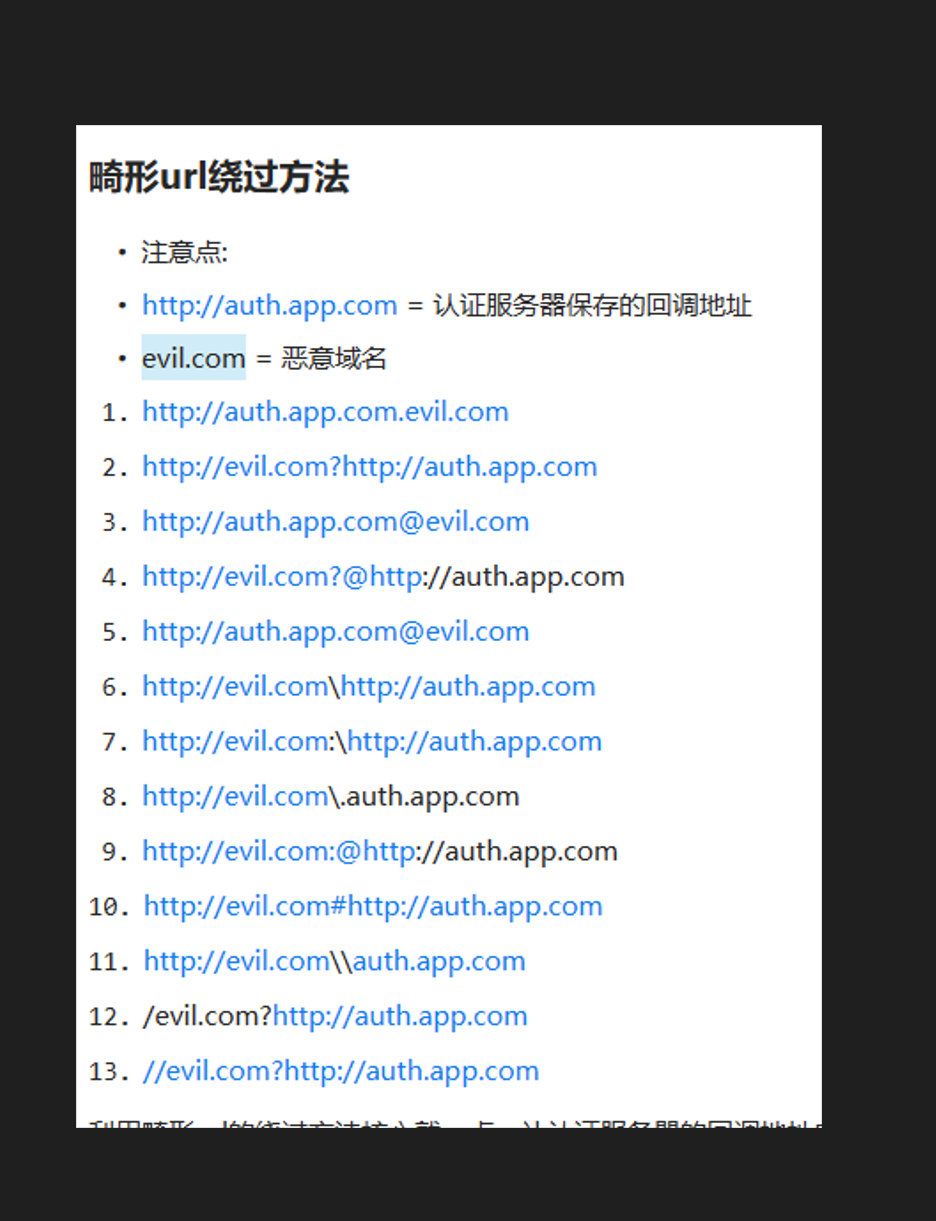 畸形url绕过方法
• 注意点:
• http://auth.app.com = 认证服务器保存的回调地址
• evil.com = 恶意域名
1. http://auth.app.com.evil.com
2. http://evil.com?http://auth.app.com
3. http://auth.app.com@evil.com
4. http://evil.com?@http://auth.app.com
5. http://auth.app.com@evil.com
6. http://evil.com\http://auth.app.com
7. http://evil.com:\http://auth.app.com
8. http://evil.com\.auth.app.com
9. http://evil.com:@http://auth.app.com
10. http://evil.com#http://auth.app.com
11. http://evil.com\\auth.app.com
12. /evil.com?http://auth.app.com
13. //evil.com?http://auth.app.com